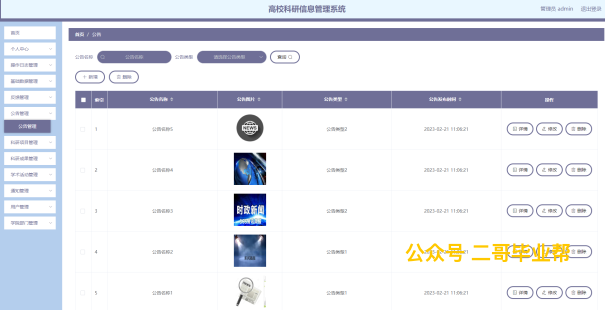 高校科研信息管理系统
管理员 admin 退出登录
首页
个人中心
管理员管理
基础数据管理
论坛管理
公告管理
公告管理
科研项目管理
科研成果管理
学术活动管理
通知管理
用户管理
学院部门管理
首页 / 公告
公告名称 公告名称 公告类型 请选择公告类型 查询
+ 新增 删除
索引 公告名称 公告图片 公告类型 公告发布时间 操作
1 公告名称5 NEWS 公告类型2 2023-02-21 11:06:21 详情 修改 删除
2 公告名称4 公告类型2 2023-02-21 11:06:21 详情 修改 删除
3 公告名称3 时政新闻 公告类型2 2023-02-21 11:06:21 详情 修改 删除
4 公告名称2 公告类型1 2023-02-21 11:06:21 详情 修改 删除
公众号 二哥毕业帮
5 公告名称1 公告类型1 2023-02-21 11:06:21 详情 修改 删除